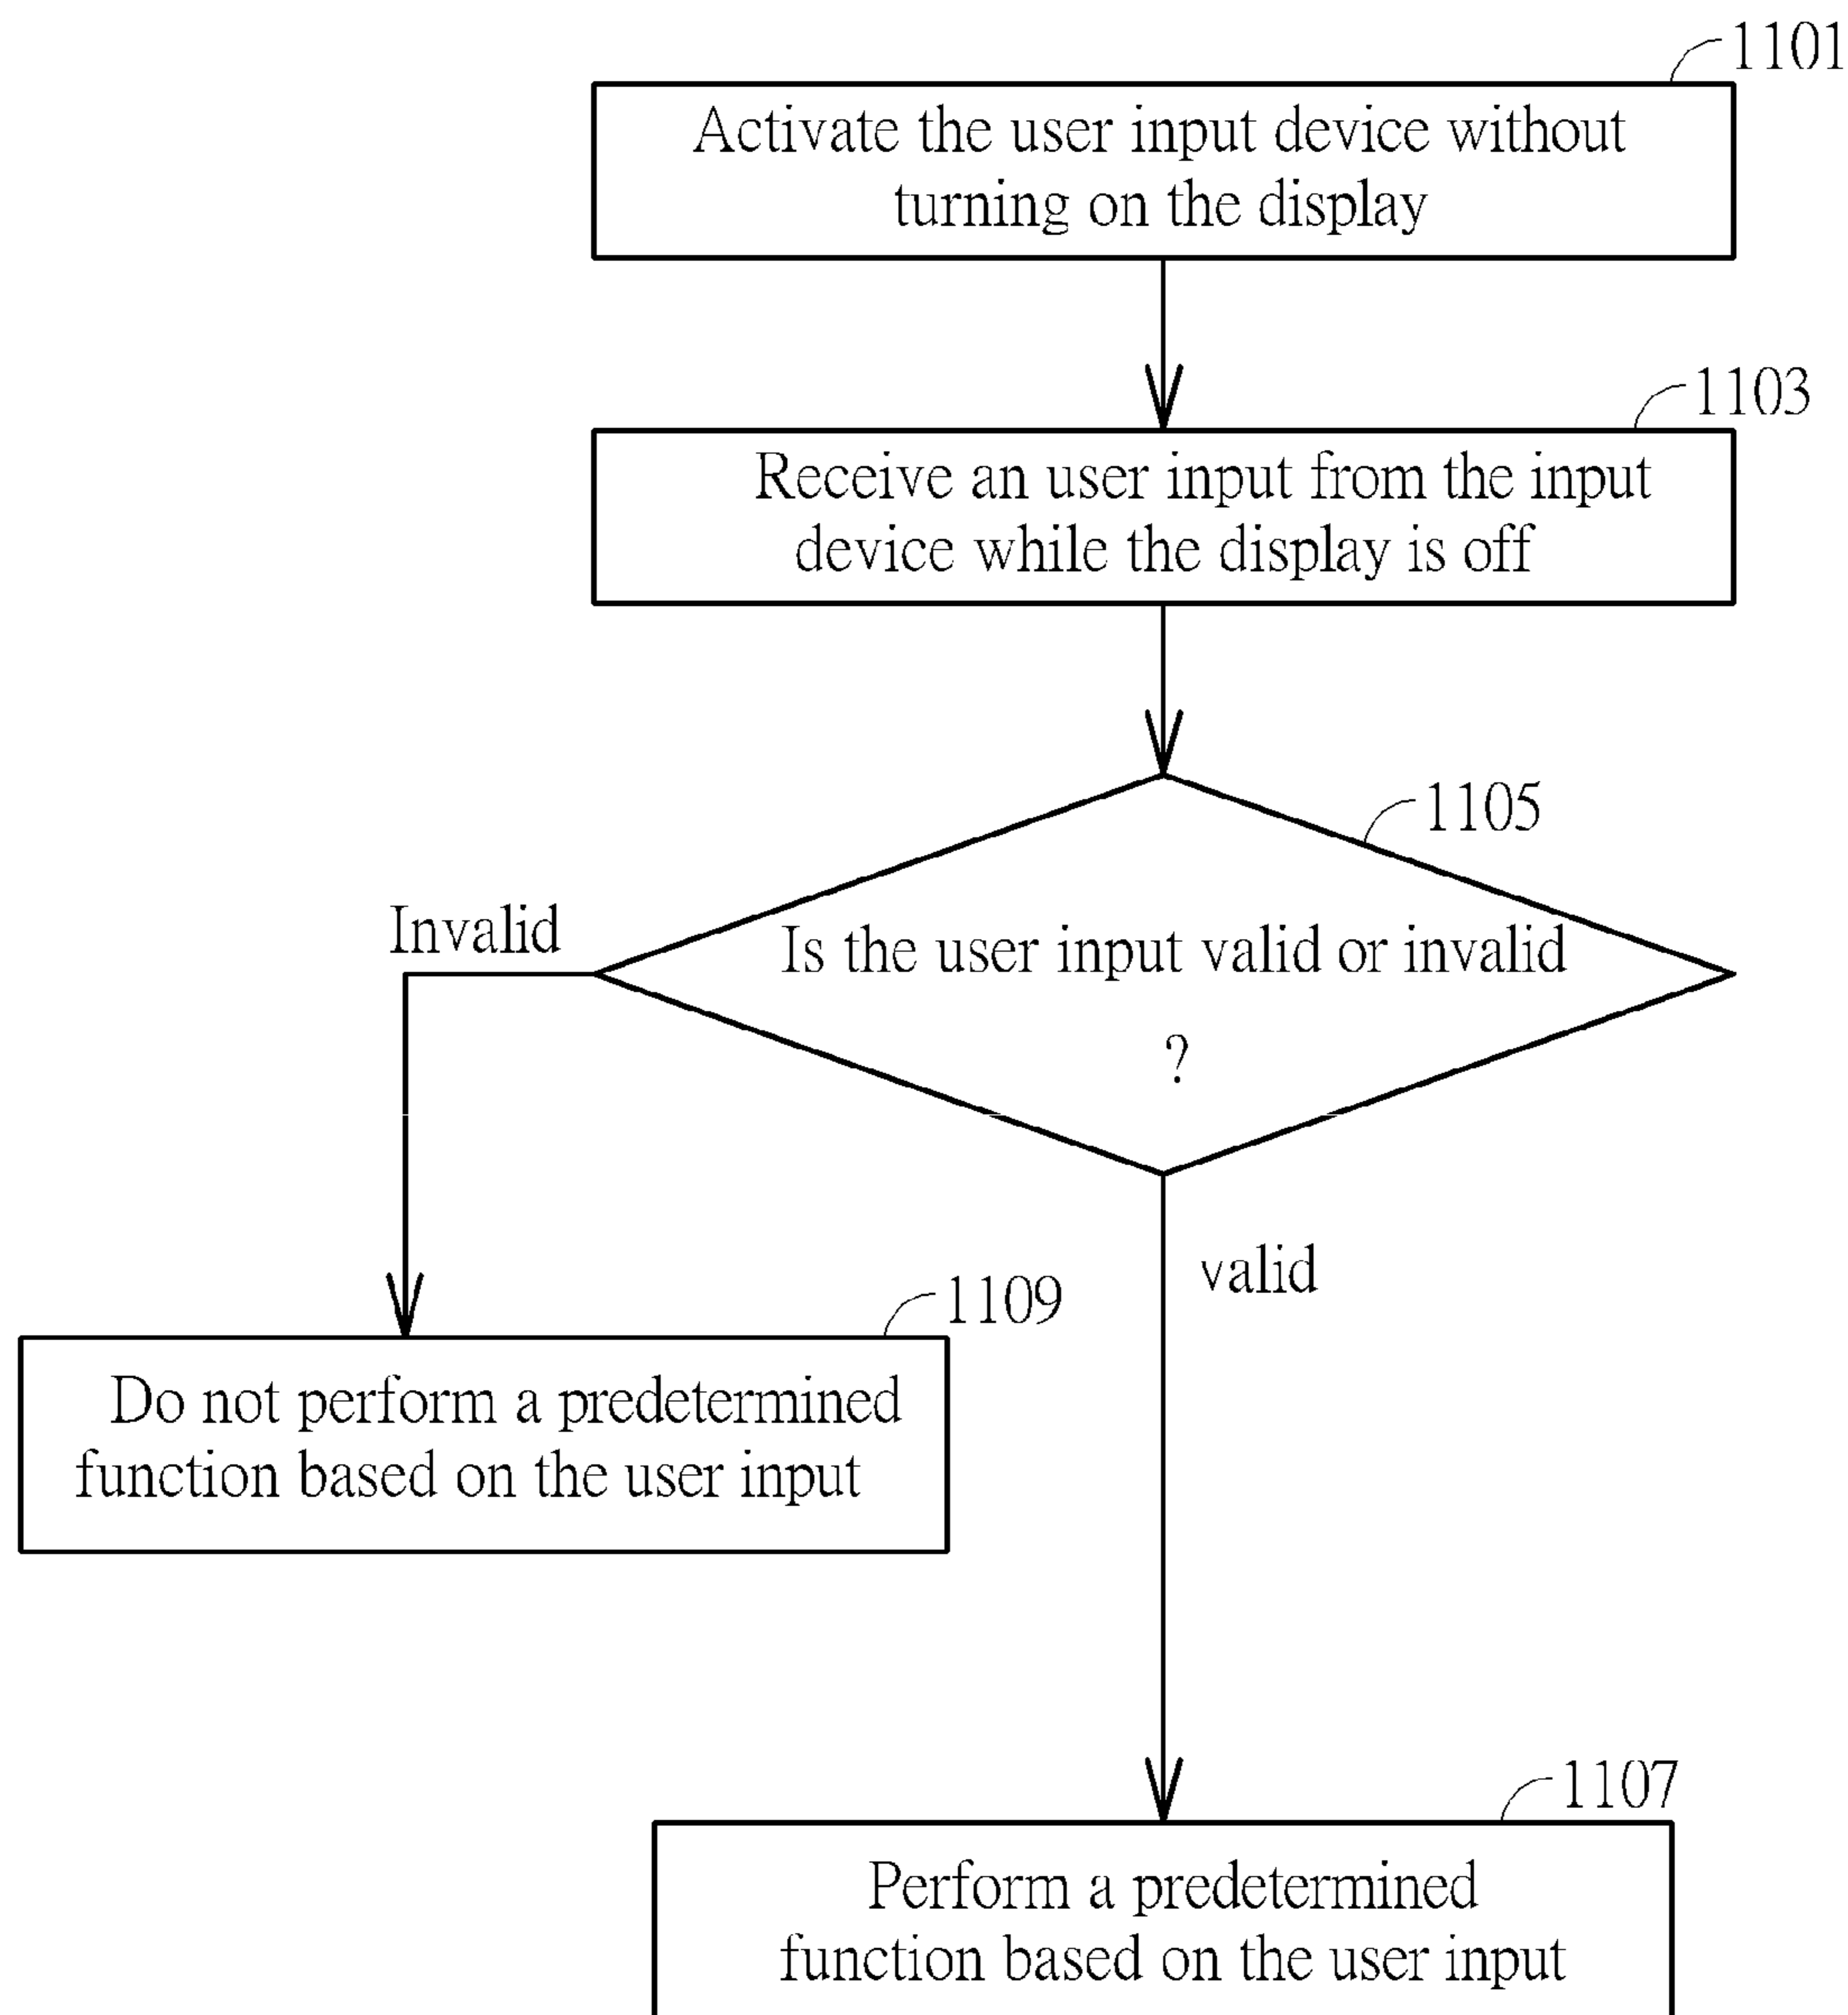 1101
Activate the user input device without
turning on the display
1103
Receive an user input from the input
device while the display is off
1105
Is the user input valid or invalid
?
Invalid
valid
1109
Do not perform a predetermined
function based on the user input
1107
Perform a predetermined
function based on the user input